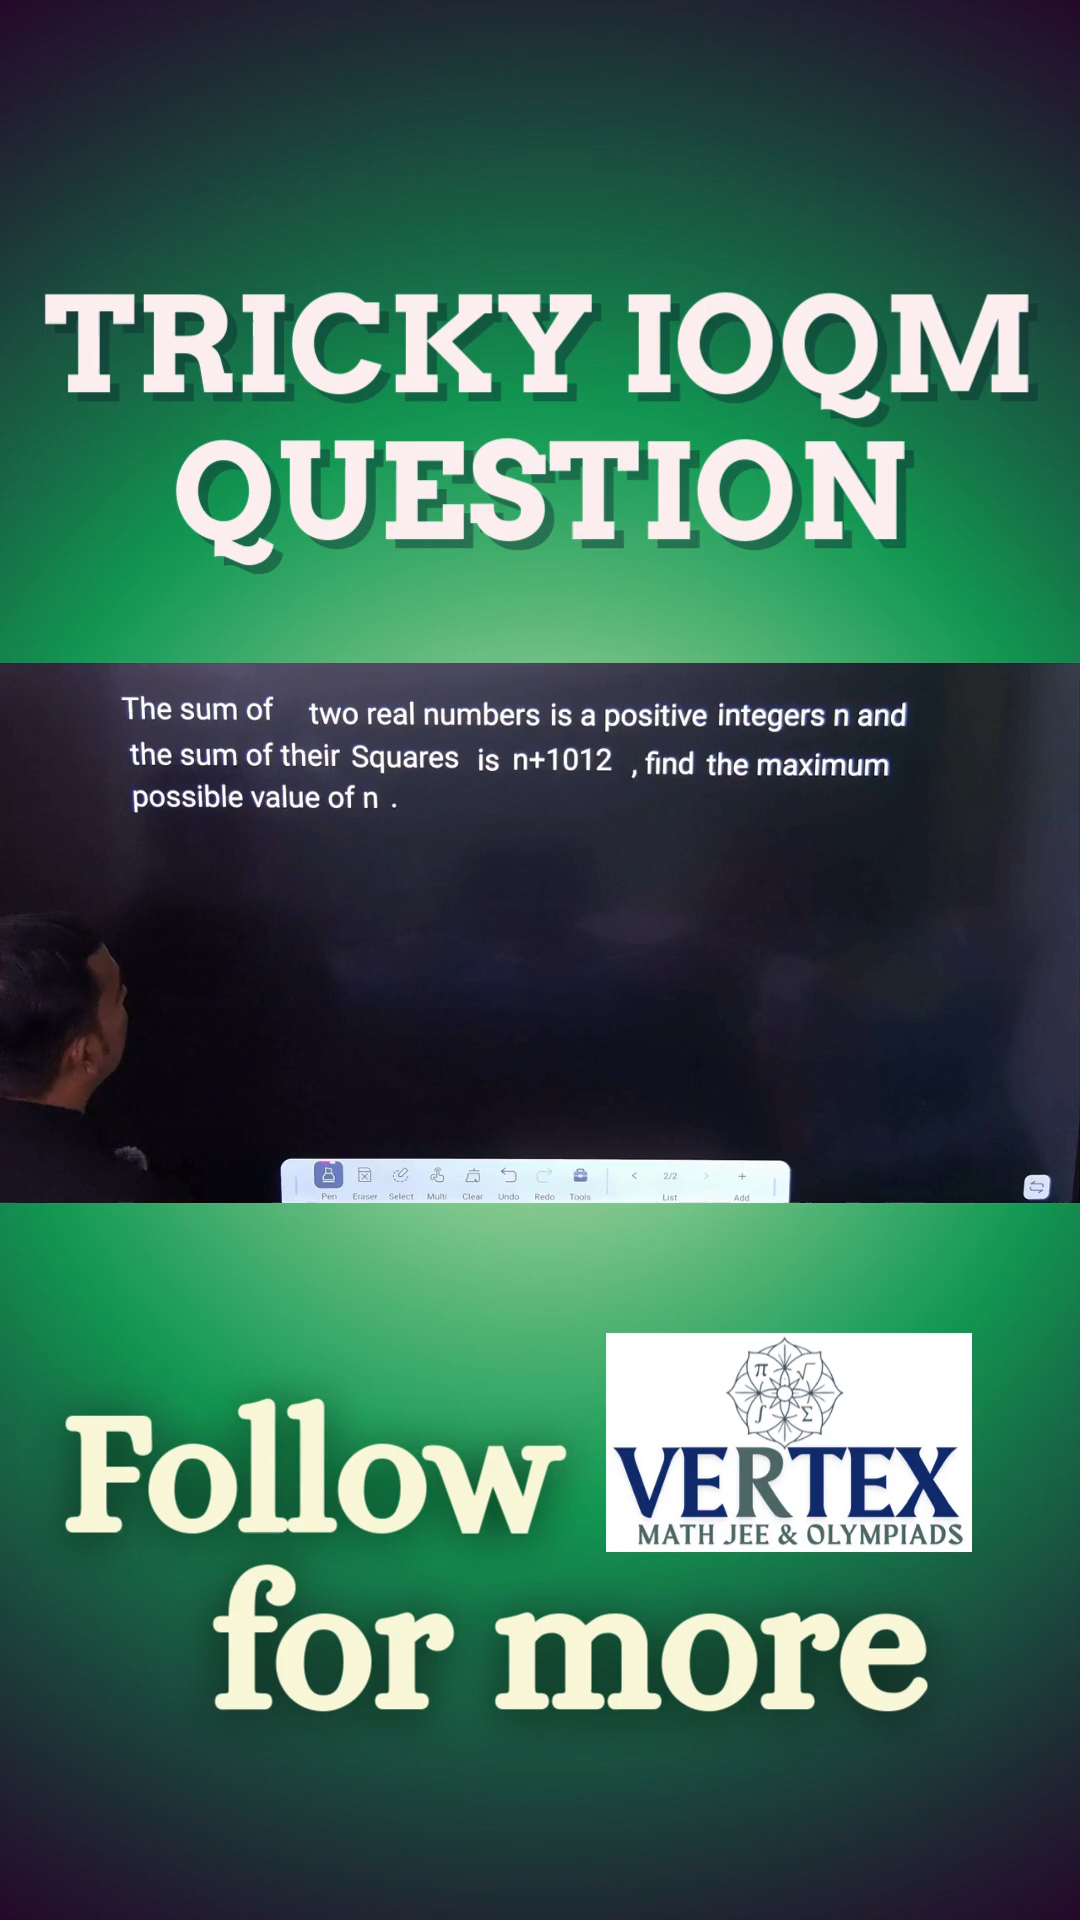 TRICKY IOQM
QUESTION
The sum of two real numbers is a positive integers n and
the sum of their Squares is n+1012 , find the maximum
possible value of n .
Pen Eraser Select Multi Clear Undo Redo Tools < 2/2 > +
List Add
π √
∫ Σ
VERTEX
MATH JEE & OLYMPIADS
Follow
for more